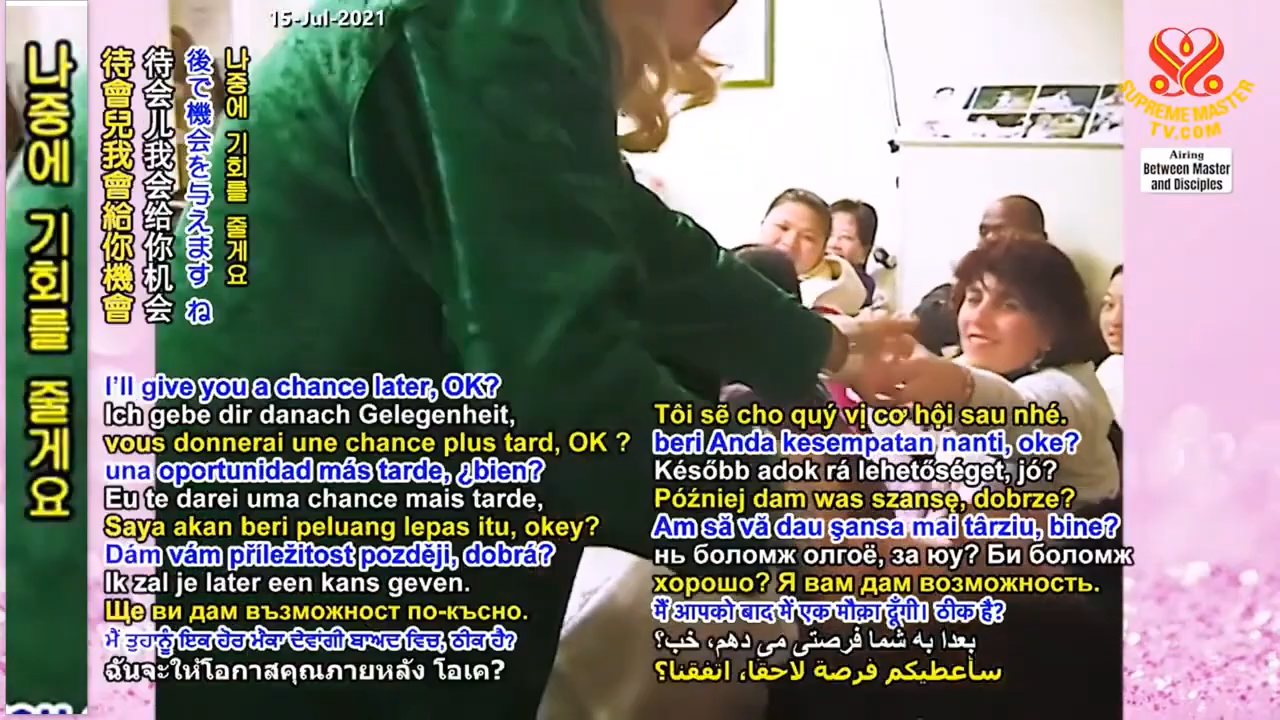 15-Jul-2021
SUPREME MASTER
TV.COM
Airing
Between Master
and Disciples
나중에 기회를 줄게요
待會兒我會給你機會
待会儿我会给你机会
後で機会を与えます ね
나중에 기회를 줄게요
I'll give you a chance later, OK?
Ich gebe dir danach Gelegenheit,
vous donnerai une chance plus tard, OK ?
una oportunidad más tarde, ¿bien?
Eu te darei uma chance mais tarde,
Saya akan beri peluang lepas itu, okey?
Dám vám příležitost později, dobrá?
Ik zal je later een kans geven.
Ще ви дам възможност по-късно.
ਮੈਂ ਤੁਹਾਨੂੰ ਇਕ ਹੋਰ ਮੌਕਾ ਦੇਵਾਂਗੀ ਬਾਅਦ ਵਿਚ, ਠੀਕ ਹੈ?
ฉันจะให้โอกาสคุณภายหลัง โอเค?
Tôi sẽ cho quý vị cơ hội sau nhé.
beri Anda kesempatan nanti, oke?
Később adok rá lehetőséget, jó?
Później dam was szansę, dobrze?
Am să vă dau şansa mai târziu, bine?
нь боломж олгоё, за юу? Би боломж
хорошо? Я вам дам возможность.
मैं आपको बाद में एक मौक़ा दूँगी। ठीक है?
بعدا به شما فرصتی می دهم، خب؟
سأعطيكم فرصة لاحقا، اتفقنا؟